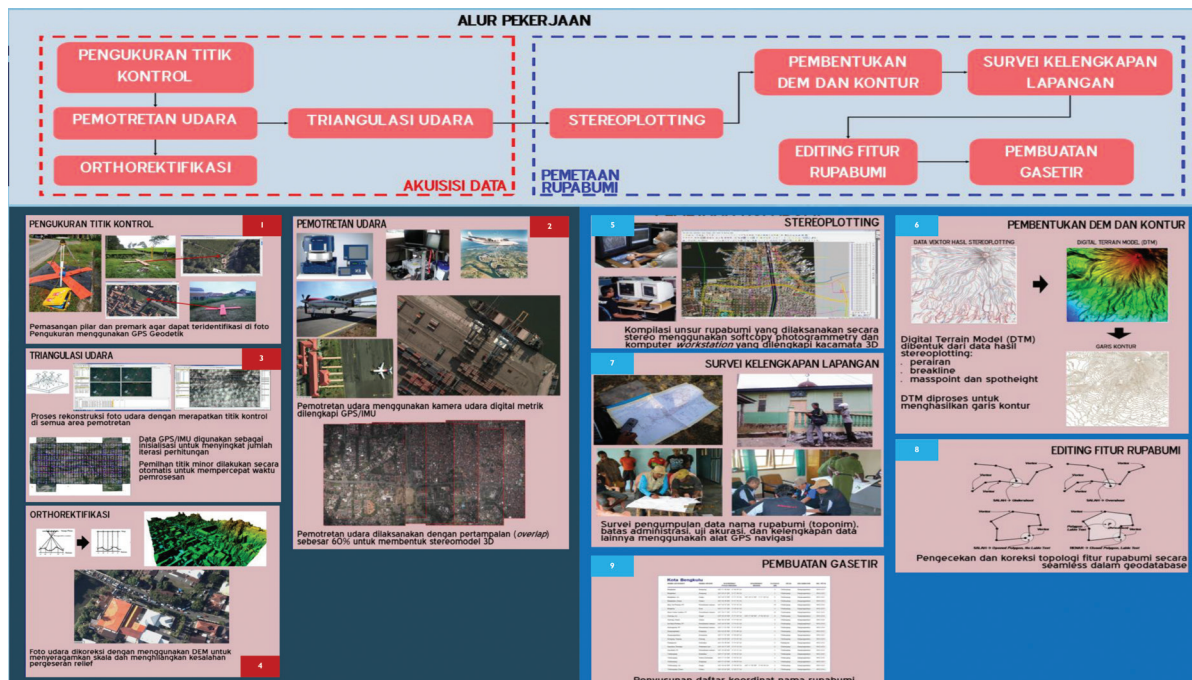 ALUR PEKERJAAN
PENGUKURAN TITIK
KONTROL
PEMOTRETAN UDARA
ORTHOREKTIFIKASI
TRIANGULASI UDARA
AKUISISI DATA
STEREOPLOTTING
PEMBENTUKAN
DEM DAN KONTUR
SURVEI KELENGKAPAN
LAPANGAN
EDITING FITUR
RUPABUMI
PEMBUATAN
GASETIR
PEMETAAN
RUPABUMI
PENGUKURAN TITIK KONTROL
1
Pemasangan pilar dan premark agar dapat teridentifikasi di foto
Pengukuran menggunakan GPS Geodetik
PEMOTRETAN UDARA
2
Pemotretan udara menggunakan kamera udara digital metrik
dilengkapi GPS/IMU
Pemotretan udara dilaksanakan dengan pertampalan (overlap)
sebesar 60% untuk membentuk stereomodel 3D
TRIANGULASI UDARA
3
Proses rekonstruksi foto udara dengan merapatkan titik kontrol
di semua area pemotretan
Data GPS/IMU digunakan sebagai
inisialisasi untuk menyingkat jumlah
iterasi perhitungan
Pemilhan titik minor dilakukan secara
otomatis untuk mempercepat waktu
pemrosesan
ORTHOREKTIFIKASI
Foto udara dikoreksi dengan menggunakan DEM untuk
menyeragamkan skala dan menghilangkan kesalahan
pergeseran relief
4
5
STEREOPLOTTING
Kompilasi unsur rupabumi yang dilaksanakan secara
stereo menggunakan softcopy photogrammetry dan
komputer workstation yang dilengkapi kacamata 3D
6
PEMBENTUKAN DEM DAN KONTUR
DATA VEKTOR HASIL STEREOPLOTTING
DIGITAL TERRAIN MODEL (DTM)
GARIS KONTUR
Digital Terrain Model (DTM)
dibentuk dari data hasil
stereoplotting:
. perairan
. breakline
. masspoint dan spotheight
DTM diproses untuk
menghasilkan garis kontur
7
SURVEI KELENGKAPAN LAPANGAN
Survei pengumpulan data nama rupabumi (toponim),
batas administrasi, uji akurasi, dan kelengkapan data
lainnya menggunakan alat GPS navigasi
8
EDITING FITUR RUPABUMI
Pengecekan dan koreksi topologi fitur rupabumi secara
seamless dalam geodatabase
9
PEMBUATAN GASETIR
Kota Bengkulu
Penyusunan daftar koordinat nama rupabumi